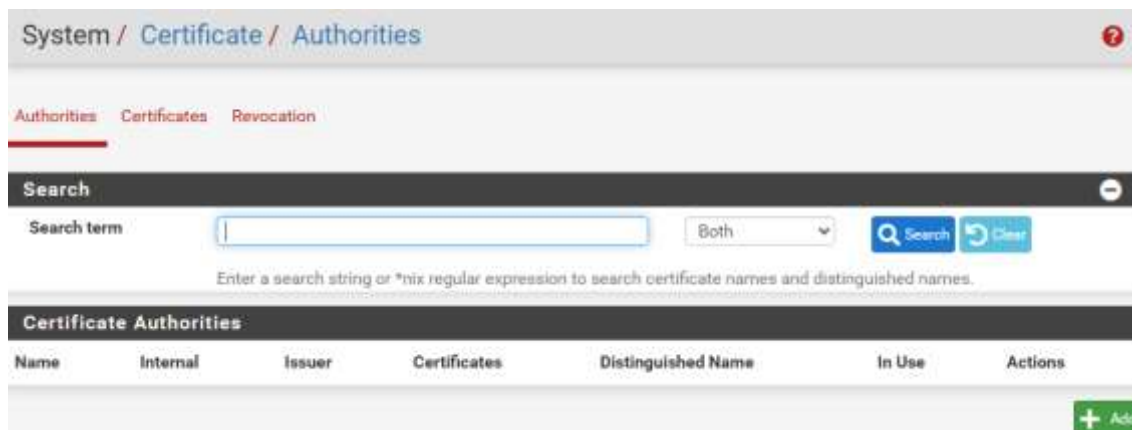 System / Certificate / Authorities
Authorities Certificates Revocation
Search
Search term Both Search Clear
Enter a search string or *nix regular expression to search certificate names and distinguished names.
Certificate Authorities
Name Internal Issuer Certificates Distinguished Name In Use Actions
+ Add